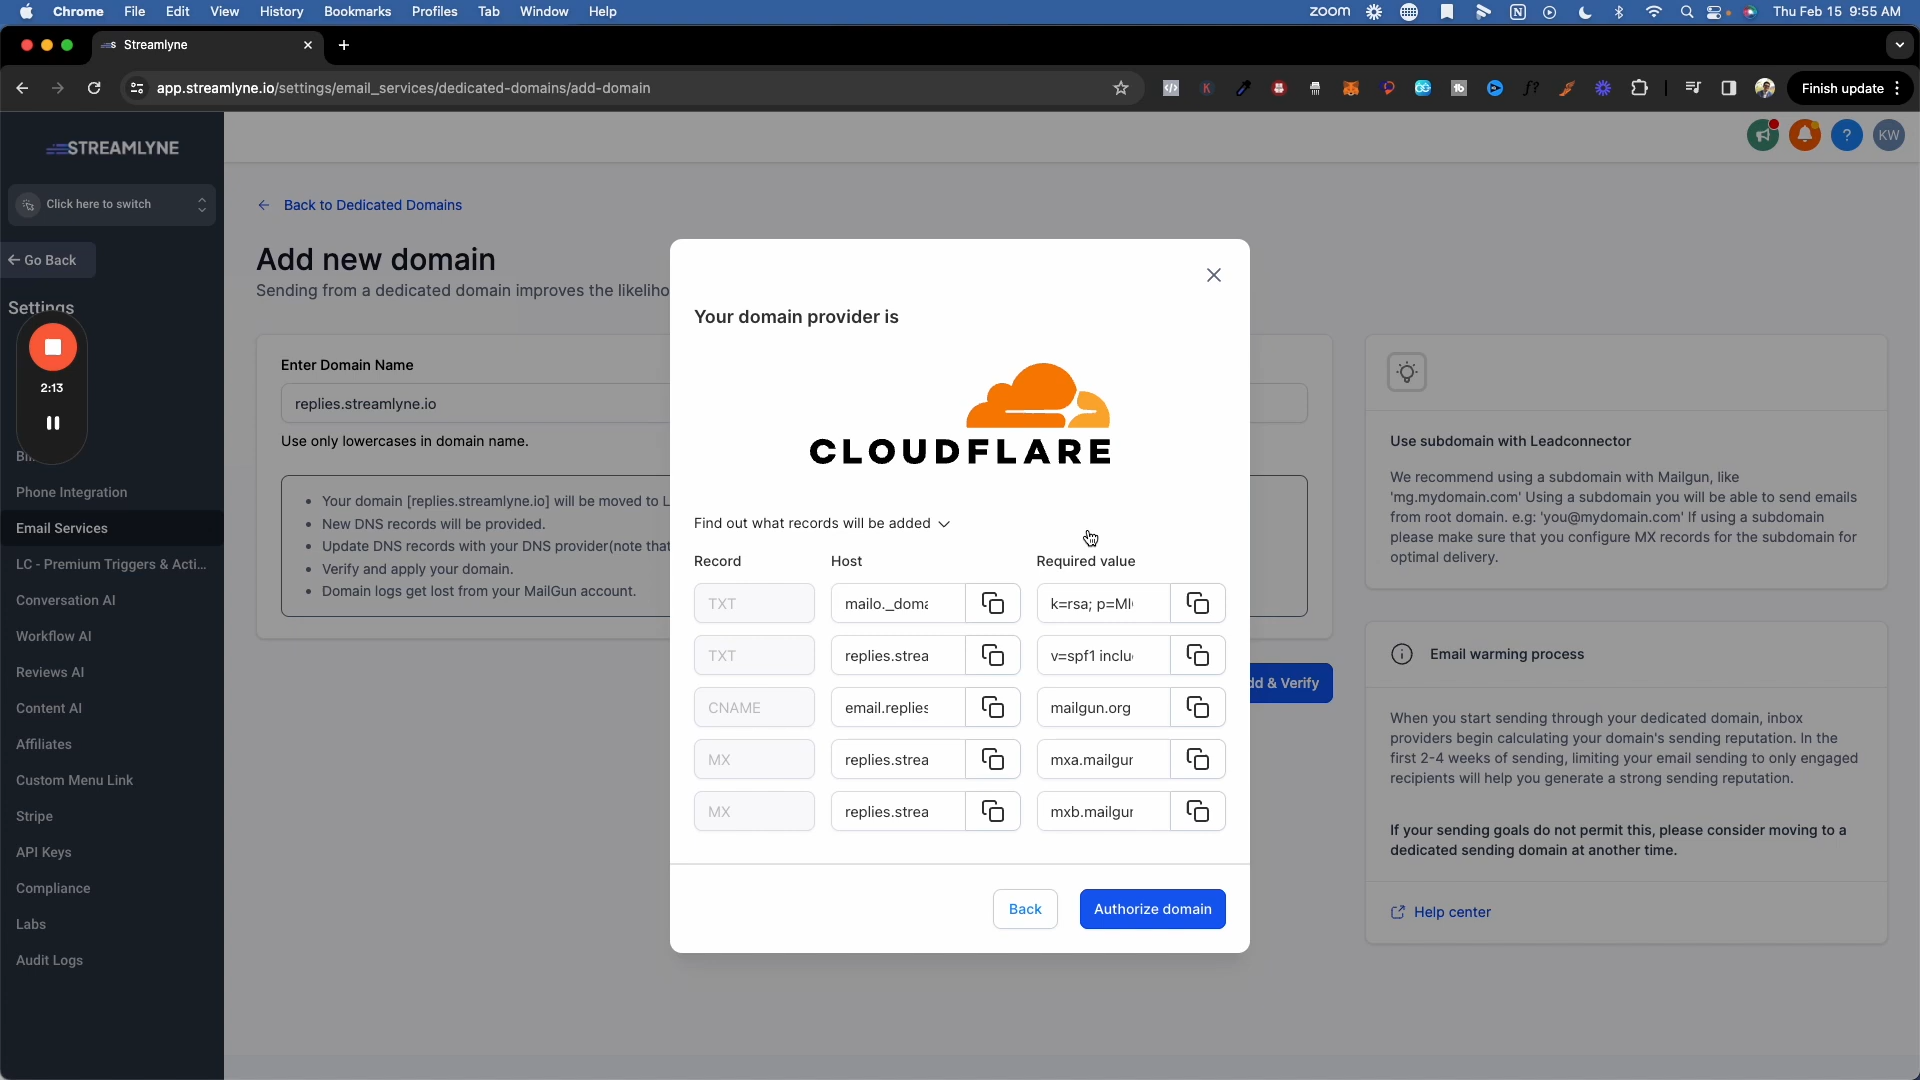 Chrome File Edit View History Bookmarks Profiles Tab Window Help
zoom Thu Feb 15 9:55 AM
Streamlyne
app.streamlyne.io/settings/email_services/dedicated-domains/add-domain
Finish update
STREAMLYNE
KW
Click here to switch
Go Back
Settings
2:13
Phone Integration
Email Services
LC - Premium Triggers & Acti...
Conversation AI
Workflow AI
Reviews AI
Content AI
Affiliates
Custom Menu Link
Stripe
API Keys
Compliance
Labs
Audit Logs
Back to Dedicated Domains
Add new domain
Sending from a dedicated domain improves the
Enter Domain Name
replies.streamlyne.io
Use only lowercases in domain name.
• Your domain [replies.streamlyne.io] will be moved to L
• New DNS records will be provided.
• Update DNS records with your DNS provider(note that
• Verify and apply your domain.
• Domain logs get lost from your MailGun account.
dd & Verify
Your domain provider is
CLOUDFLARE
Find out what records will be added
Record Host Required value
TXT mailo._doma k=rsa; p=MI
TXT replies.strea v=spf1 inclu
CNAME email.replies mailgun.org
MX replies.strea mxa.mailgur
MX replies.strea mxb.mailgur
Back Authorize domain
Use subdomain with Leadconnector
We recommend using a subdomain with Mailgun, like
'mg.mydomain.com' Using a subdomain you will be able to send emails
from root domain. e.g: 'you@mydomain.com' If using a subdomain
please make sure that you configure MX records for the subdomain for
optimal delivery.
Email warming process
When you start sending through your dedicated domain, inbox
providers begin calculating your domain's sending reputation. In the
first 2-4 weeks of sending, limiting your email sending to only engaged
recipients will help you generate a strong sending reputation.
If your sending goals do not permit this, please consider moving to a
dedicated sending domain at another time.
Help center